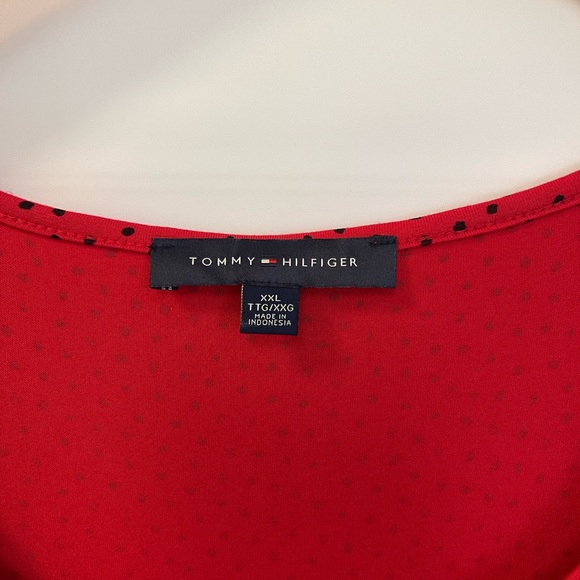 TOMMY HILFIGER
XXL
TTG/XXG
MADE IN
INDONESIA